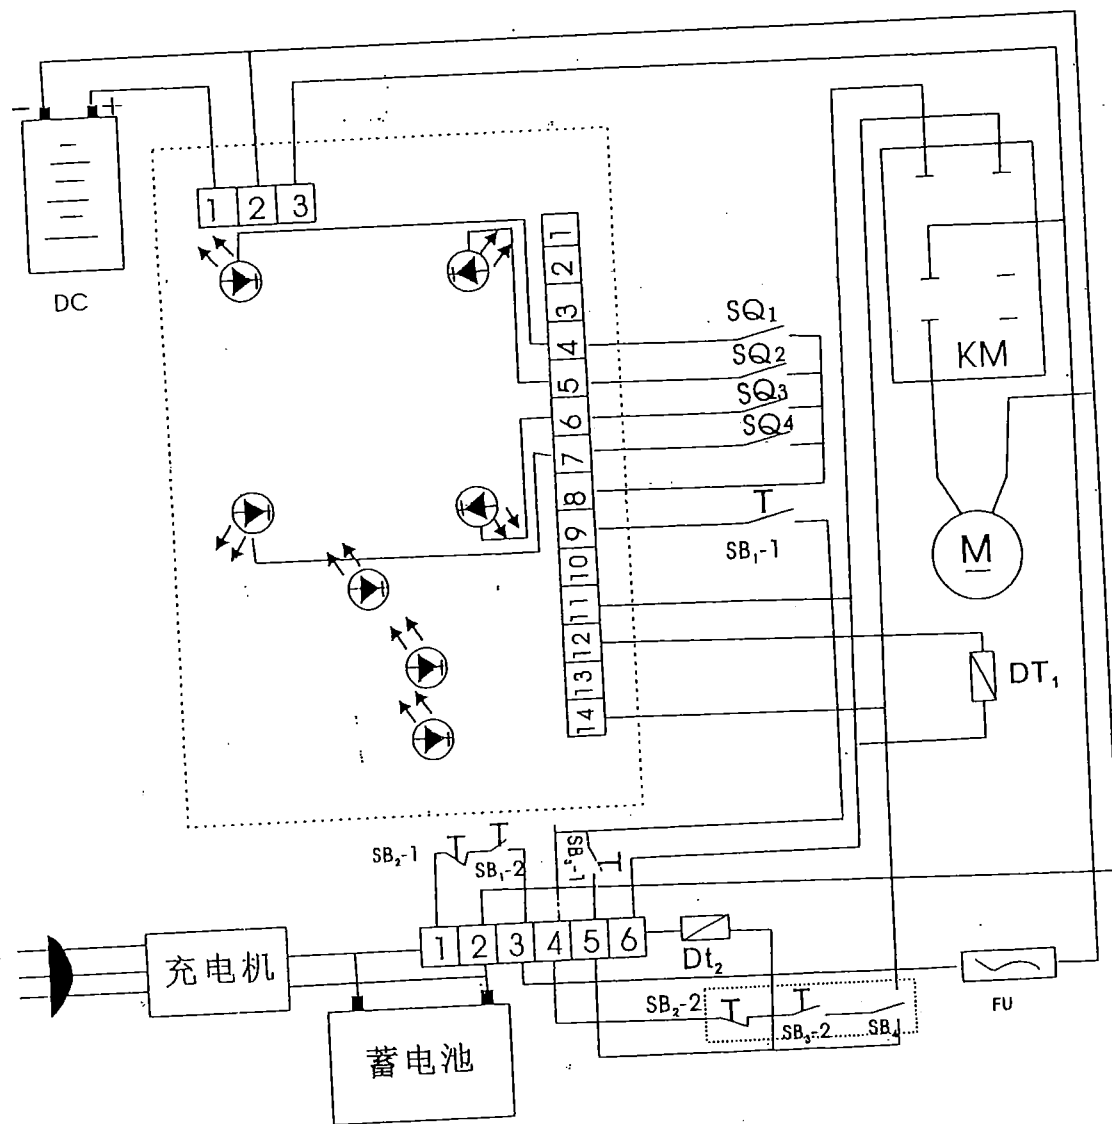 − +
DC
1 2 3
1
2
3
4
5
6
7
8
9
10
11
12
13
14
SQ1
SQ2
SQ3
SQ4
SB1-1
KM
M
DT1
SB2-1
SB1-2
SB3-1
1 2 3 4 5 6
Dt2
充电机
蓄电池
SB2-2
SB3-2
SB4
FU